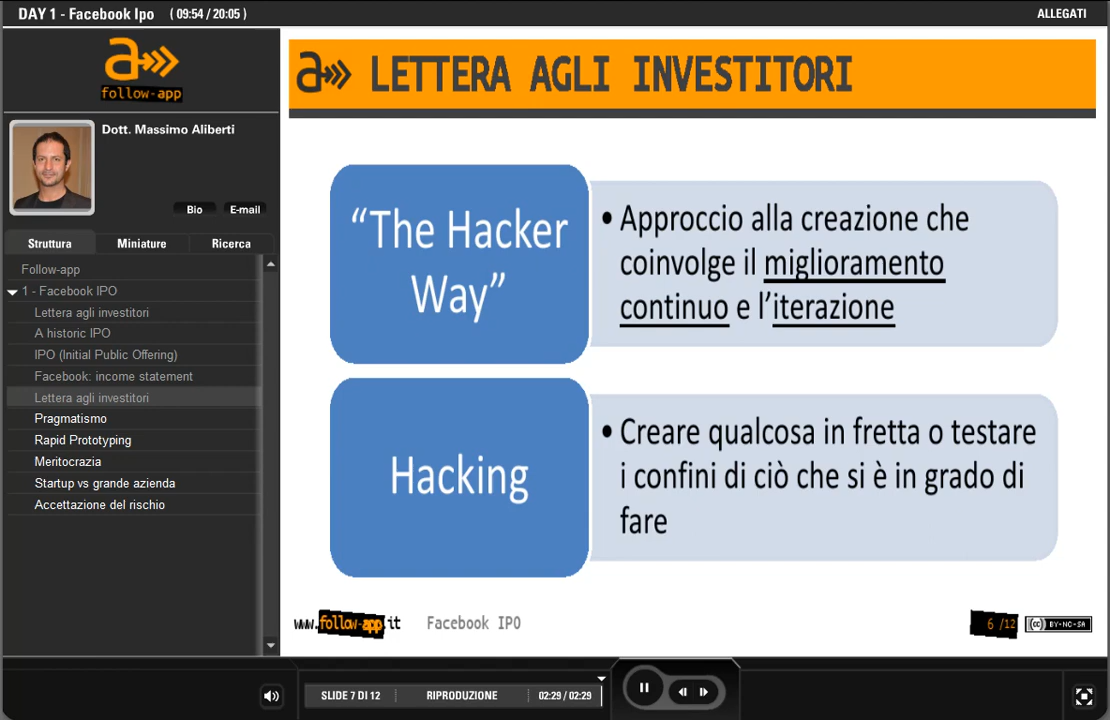 DAY 1 - Facebook Ipo ( 09:54 / 20:05 )
ALLEGATI
a
follow-app
Dott. Massimo Aliberti
Bio
E-mail
Struttura
Miniature
Ricerca
Follow-app
1 - Facebook IPO
Lettera agli investitori
A historic IPO
IPO (Initial Public Offering)
Facebook: income statement
Lettera agli investitori
Pragmatismo
Rapid Prototyping
Meritocrazia
Startup vs grande azienda
Accettazione del rischio
a LETTERA AGLI INVESTITORI
“The Hacker
Way”
• Approccio alla creazione che
coinvolge il miglioramento
continuo e l’iterazione
Hacking
• Creare qualcosa in fretta o testare
i confini di ciò che si è in grado di
fare
www.follow-app.it
Facebook IPO
6 /12
cc BY-NC-SA
SLIDE 7 DI 12
RIPRODUZIONE
02:29 / 02:29